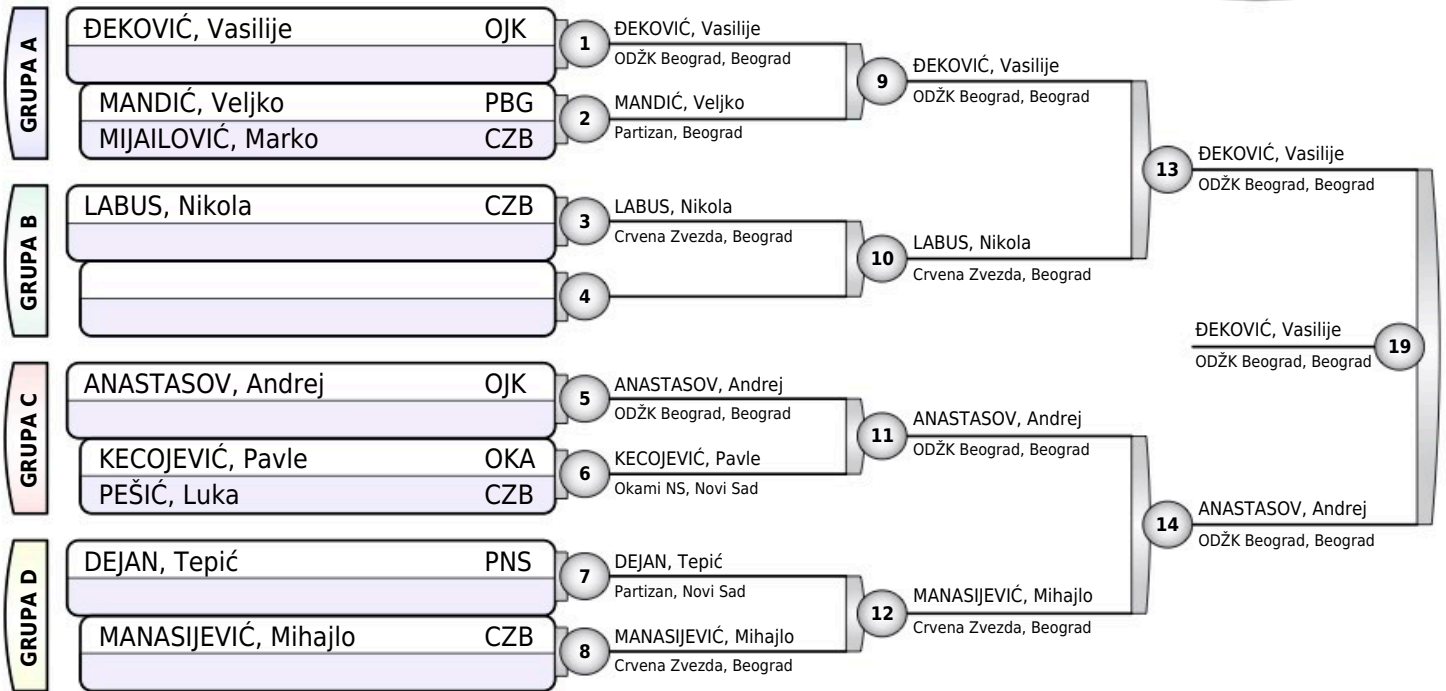 GRUPA A
ĐEKOVIĆ, Vasilije OJK
MANDIĆ, Veljko PBG
MIJAILOVIĆ, Marko CZB
GRUPA B
LABUS, Nikola CZB
GRUPA C
ANASTASOV, Andrej OJK
KECOJEVIĆ, Pavle OKA
PEŠIĆ, Luka CZB
GRUPA D
DEJAN, Tepić PNS
MANASIJEVIĆ, Mihajlo CZB
1
ĐEKOVIĆ, Vasilije
ODŽK Beograd, Beograd
2
MANDIĆ, Veljko
Partizan, Beograd
3
LABUS, Nikola
Crvena Zvezda, Beograd
4
5
ANASTASOV, Andrej
ODŽK Beograd, Beograd
6
KECOJEVIĆ, Pavle
Okami NS, Novi Sad
7
DEJAN, Tepić
Partizan, Novi Sad
8
MANASIJEVIĆ, Mihajlo
Crvena Zvezda, Beograd
9
ĐEKOVIĆ, Vasilije
ODŽK Beograd, Beograd
10
LABUS, Nikola
Crvena Zvezda, Beograd
11
ANASTASOV, Andrej
ODŽK Beograd, Beograd
12
MANASIJEVIĆ, Mihajlo
Crvena Zvezda, Beograd
13
ĐEKOVIĆ, Vasilije
ODŽK Beograd, Beograd
14
ANASTASOV, Andrej
ODŽK Beograd, Beograd
ĐEKOVIĆ, Vasilije
ODŽK Beograd, Beograd
19